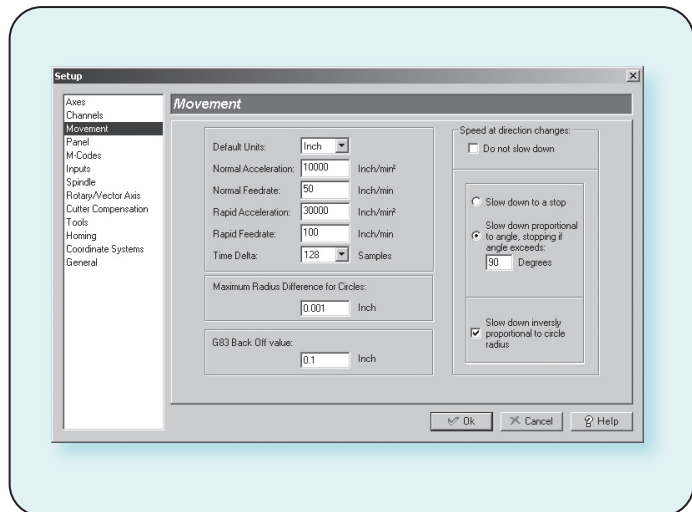 Setup
Axes
Channels
Movement
Panel
M-Codes
Inputs
Spindle
Rotary/Vector Axis
Cutter Compensation
Tools
Homing
Coordinate Systems
General
Movement
Default Units: Inch
Normal Acceleration: 10000 Inch/min²
Normal Feedrate: 50 Inch/min
Rapid Acceleration: 30000 Inch/min²
Rapid Feedrate: 100 Inch/min
Time Delta: 128 Samples
Maximum Radius Difference for Circles:
0.001 Inch
G83 Back Off value:
0.1 Inch
Speed at direction changes:
Do not slow down
Slow down to a stop
Slow down proportional
to angle, stopping if
angle exceeds:
90 Degrees
Slow down inversly
proportional to circle
radius
Ok Cancel Help